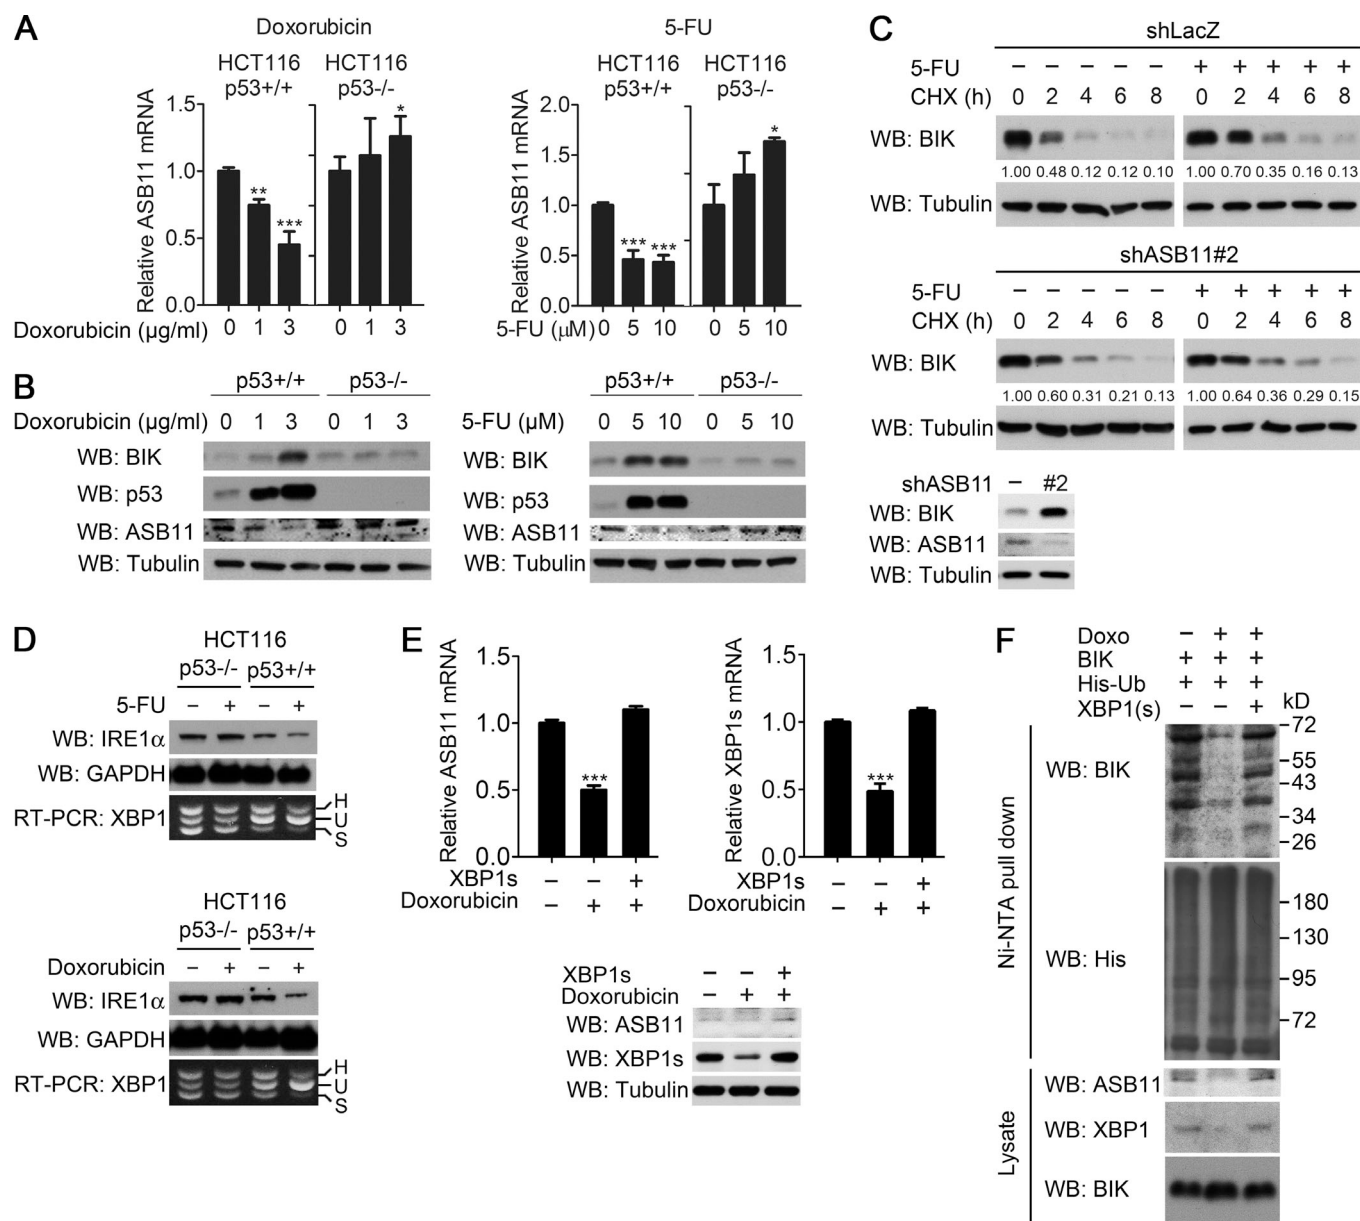 A
Doxorubicin
HCT116 HCT116
p53+/+ p53-/-
Relative ASB11 mRNA
1.5
1.0
0.5
0.0
** *** *
0 1 3 0 1 3
Doxorubicin (µg/ml)
5-FU
HCT116 HCT116
p53+/+ p53-/-
Relative ASB11 mRNA
2.0
1.5
1.0
0.5
0.0
*** *** *
0 5 10 0 5 10
5-FU (µM)
B
p53+/+ p53-/-
Doxorubicin (µg/ml) 0 1 3 0 1 3
WB: BIK
WB: p53
WB: ASB11
WB: Tubulin
p53+/+ p53-/-
5-FU (µM) 0 5 10 0 5 10
WB: BIK
WB: p53
WB: ASB11
WB: Tubulin
C
shLacZ
5-FU − − − − − + + + + +
CHX (h) 0 2 4 6 8 0 2 4 6 8
WB: BIK
1.00 0.48 0.12 0.12 0.10 1.00 0.70 0.35 0.16 0.13
WB: Tubulin
shASB11#2
5-FU − − − − − + + + + +
CHX (h) 0 2 4 6 8 0 2 4 6 8
WB: BIK
1.00 0.60 0.31 0.21 0.13 1.00 0.64 0.36 0.29 0.15
WB: Tubulin
shASB11 − #2
WB: BIK
WB: ASB11
WB: Tubulin
D
HCT116
p53-/- p53+/+
5-FU − + − +
WB: IRE1α
WB: GAPDH
RT-PCR: XBP1
H
U
S
HCT116
p53-/- p53+/+
Doxorubicin − + − +
WB: IRE1α
WB: GAPDH
RT-PCR: XBP1
H
U
S
E
Relative ASB11 mRNA
1.5
1.0
0.5
0.0
***
XBP1s − − +
Doxorubicin − + +
Relative XBP1s mRNA
1.5
1.0
0.5
0.0
***
XBP1s − − +
Doxorubicin − + +
XBP1s − − +
Doxorubicin − + +
WB: ASB11
WB: XBP1s
WB: Tubulin
F
Doxo − + +
BIK + + +
His-Ub + + +
XBP1(s) − − +
kD
Ni-NTA pull down
WB: BIK
72
55
43
34
26
WB: His
180
130
95
72
Lysate
WB: ASB11
WB: XBP1
WB: BIK